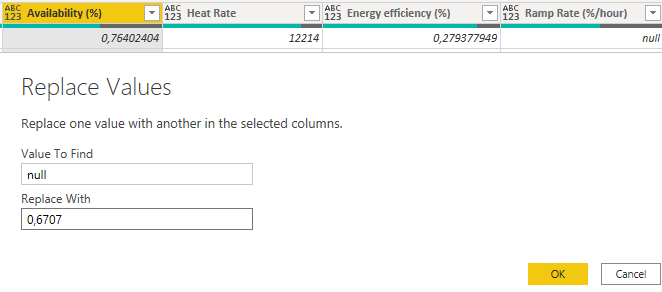 ABC 123 Availability (%) ABC 123 Heat Rate ABC 123 Energy efficiency (%) ABC 123 Ramp Rate (%/hour)
0,76402404 12214 0,279377949 null
Replace Values
Replace one value with another in the selected columns.
Value To Find
null
Replace With
0,6707
OK Cancel